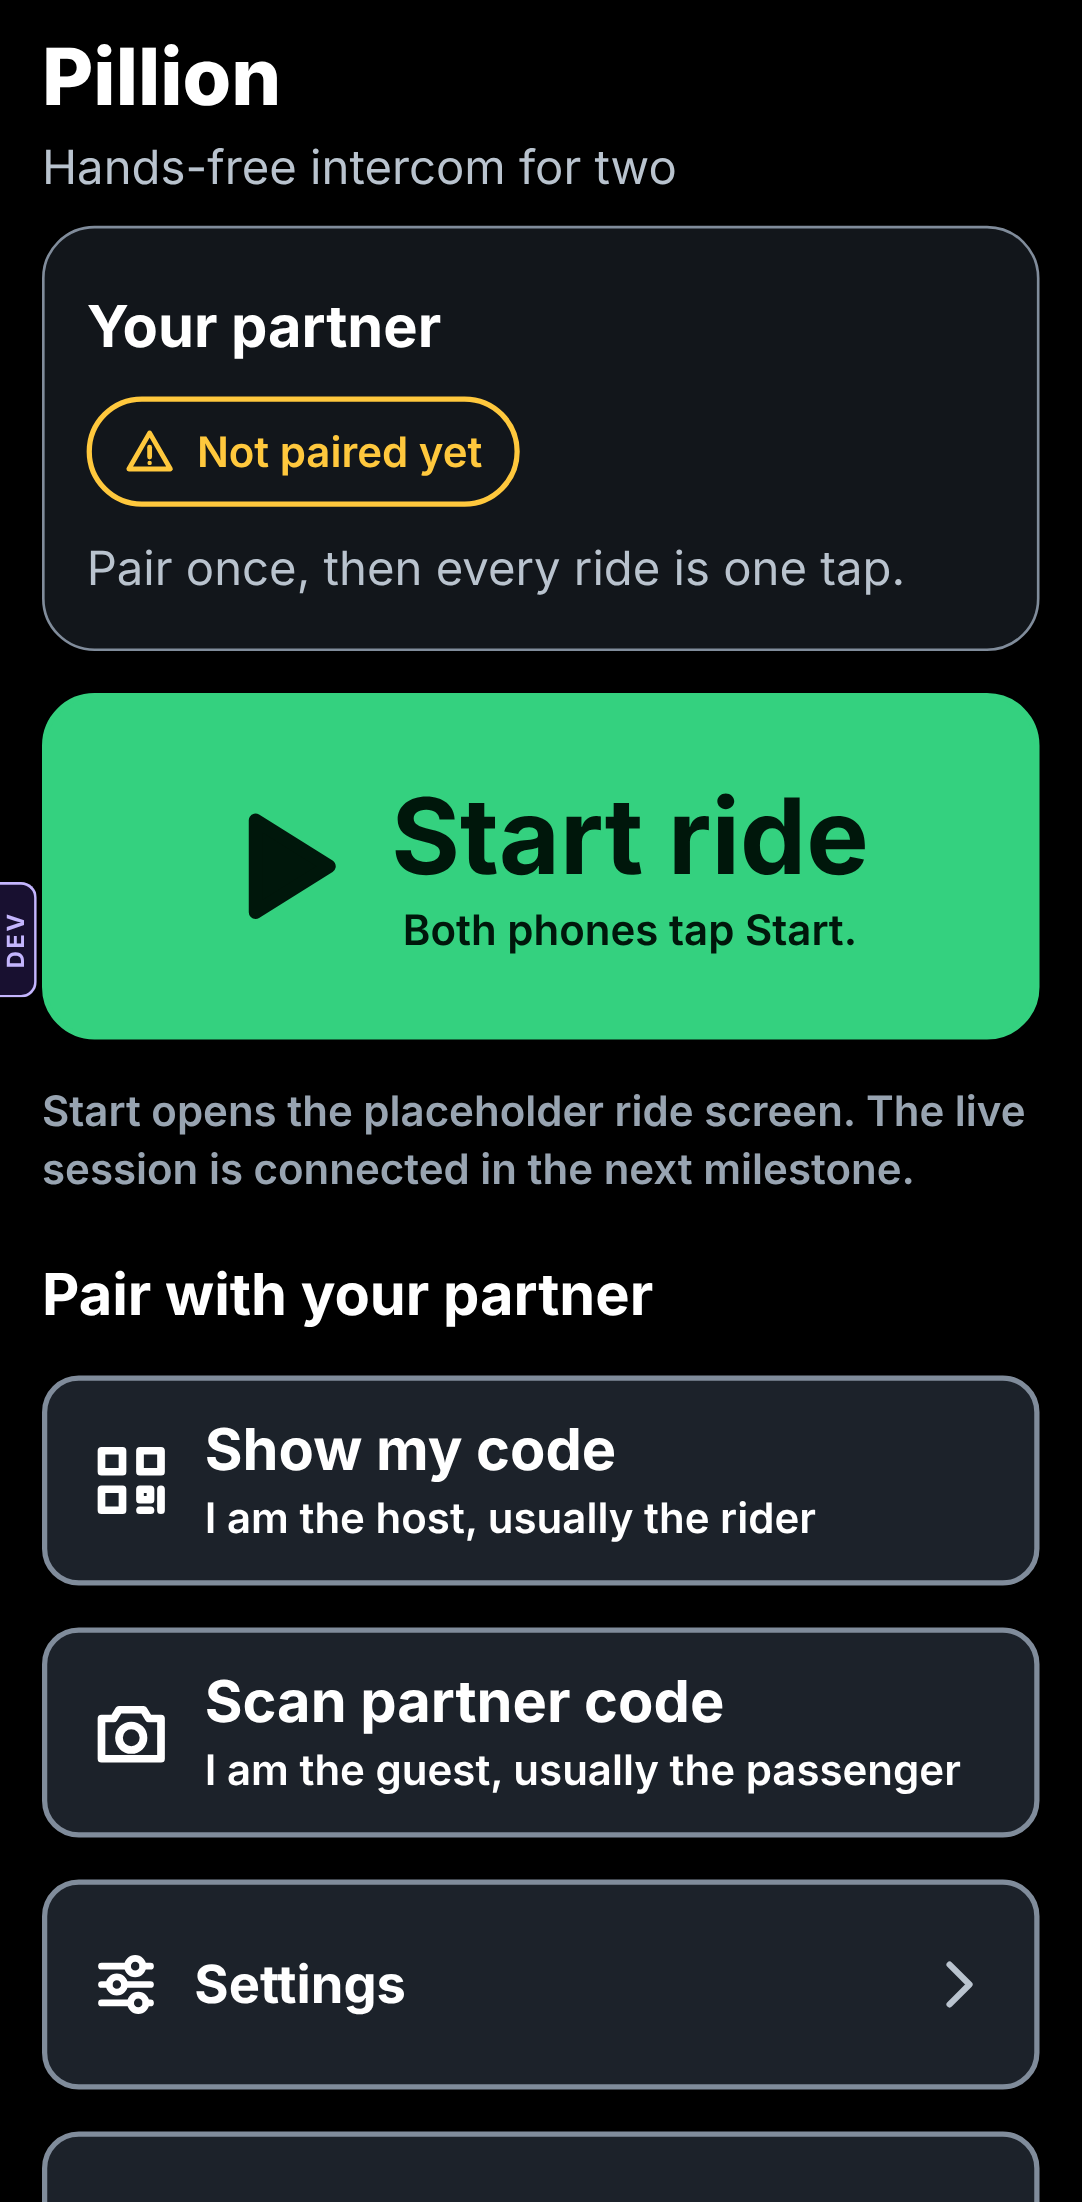 Pillion
Hands-free intercom for two
Your partner
Not paired yet
Pair once, then every ride is one tap.
Start ride
Both phones tap Start.
DEV
Start opens the placeholder ride screen. The live
session is connected in the next milestone.
Pair with your partner
Show my code
I am the host, usually the rider
Scan partner code
I am the guest, usually the passenger
Settings